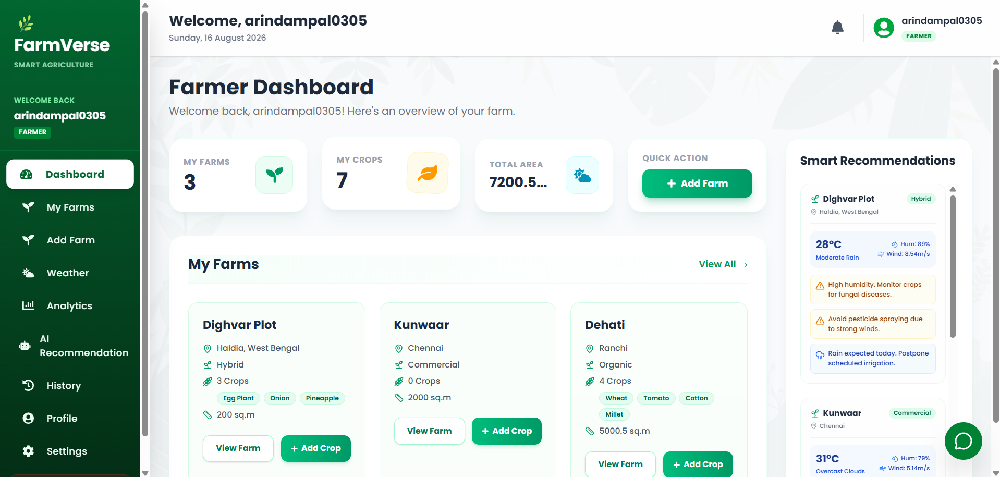 FarmVerse
SMART AGRICULTURE
WELCOME BACK
arindampal0305
FARMER
Dashboard
My Farms
Add Farm
Weather
Analytics
AI
Recommendation
History
Profile
Settings
Welcome, arindampal0305
Sunday, 16 August 2026
arindampal0305
FARMER
Farmer Dashboard
Welcome back, arindampal0305! Here's an overview of your farm.
MY FARMS
3
MY CROPS
7
TOTAL AREA
7200.5...
QUICK ACTION
+ Add Farm
My Farms
View All →
Dighvar Plot
Haldia, West Bengal
Hybrid
3 Crops
Egg Plant Onion Pineapple
200 sq.m
View Farm + Add Crop
Kunwaar
Chennai
Commercial
0 Crops
2000 sq.m
View Farm + Add Crop
Dehati
Ranchi
Organic
4 Crops
Wheat Tomato Cotton
Millet
5000.5 sq.m
View Farm + Add Crop
Smart Recommendations
Dighvar Plot Hybrid
Haldia, West Bengal
28°C Hum: 89%
Moderate Rain Wind: 8.54m/s
High humidity. Monitor crops
for fungal diseases.
Avoid pesticide spraying due
to strong winds.
Rain expected today. Postpone
scheduled irrigation.
Kunwaar Commercial
Chennai
31°C Hum: 79%
Overcast Clouds Wind: 5.14m/s